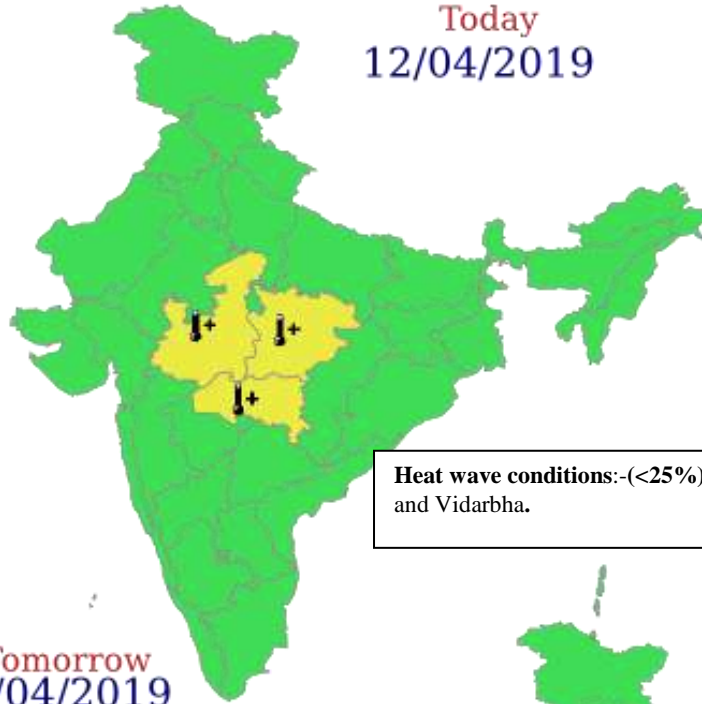 Today
12/04/2019
Heat wave conditions:-(<25%)
and Vidarbha.
Tomorrow
/04/2019